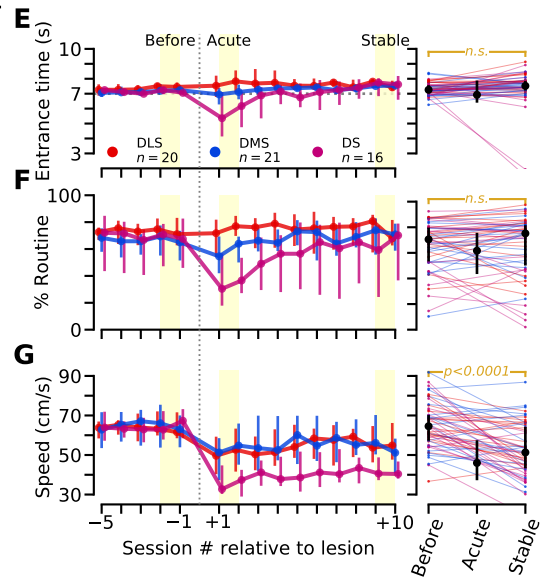 E
Before Acute Stable
Entrance time (s)
10
7
3
n.s.
DLS
n = 20
DMS
n = 21
DS
n = 16
F
% Routine
100
0
n.s.
G
Speed (cm/s)
90
70
50
30
p<0.0001
−5 −1 +1 +10
Session # relative to lesion
Before
Acute
Stable